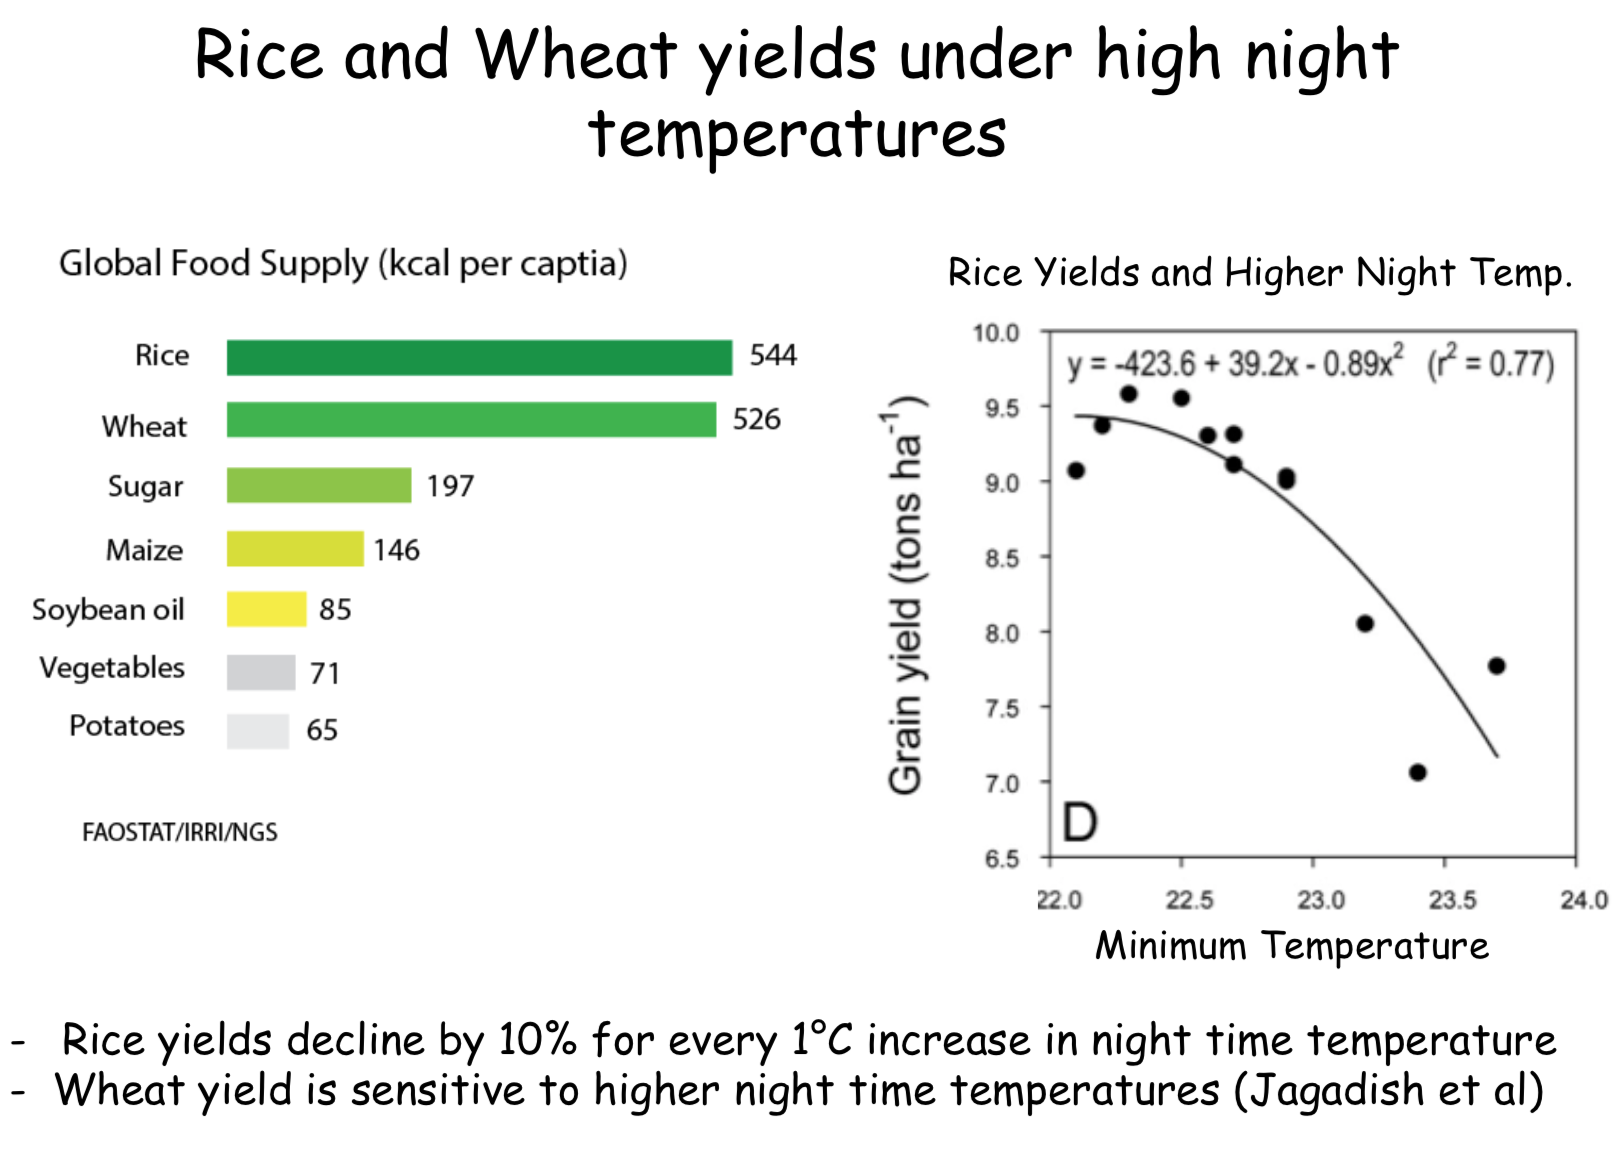 Rice and Wheat yields under high night
temperatures
Global Food Supply (kcal per captia)
Rice 544
Wheat 526
Sugar 197
Maize 146
Soybean oil 85
Vegetables 71
Potatoes 65
FAOSTAT/IRRI/NGS
Rice Yields and Higher Night Temp.
y = -423.6 + 39.2x - 0.89x² (r² = 0.77)
Grain yield (tons ha⁻¹)
10.0
9.5
9.0
8.5
8.0
7.5
7.0
6.5
D
22.0 22.5 23.0 23.5 24.0
Minimum Temperature
- Rice yields decline by 10% for every 1°C increase in night time temperature
- Wheat yield is sensitive to higher night time temperatures (Jagadish et al)